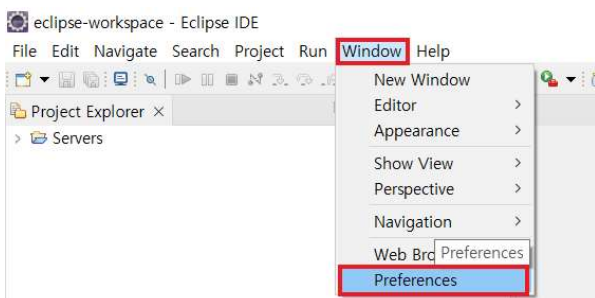 eclipse-workspace - Eclipse IDE
File Edit Navigate Search Project Run Window Help
New Window
Project Explorer ×
Editor >
Appearance >
> Servers
Show View >
Perspective >
Navigation >
Web Bro
Preferences
Preferences